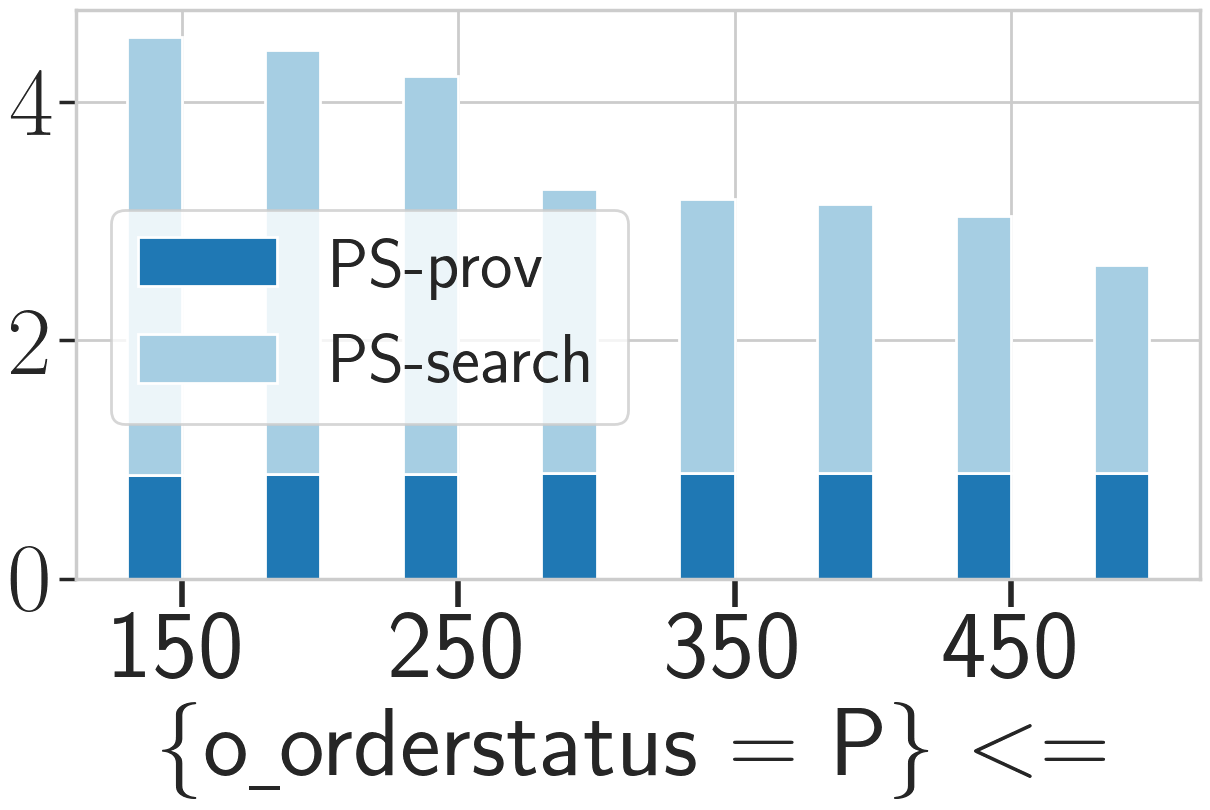 4
2
0
PS-prov
PS-search
150 250 350 450
{o_orderstatus = P} <=